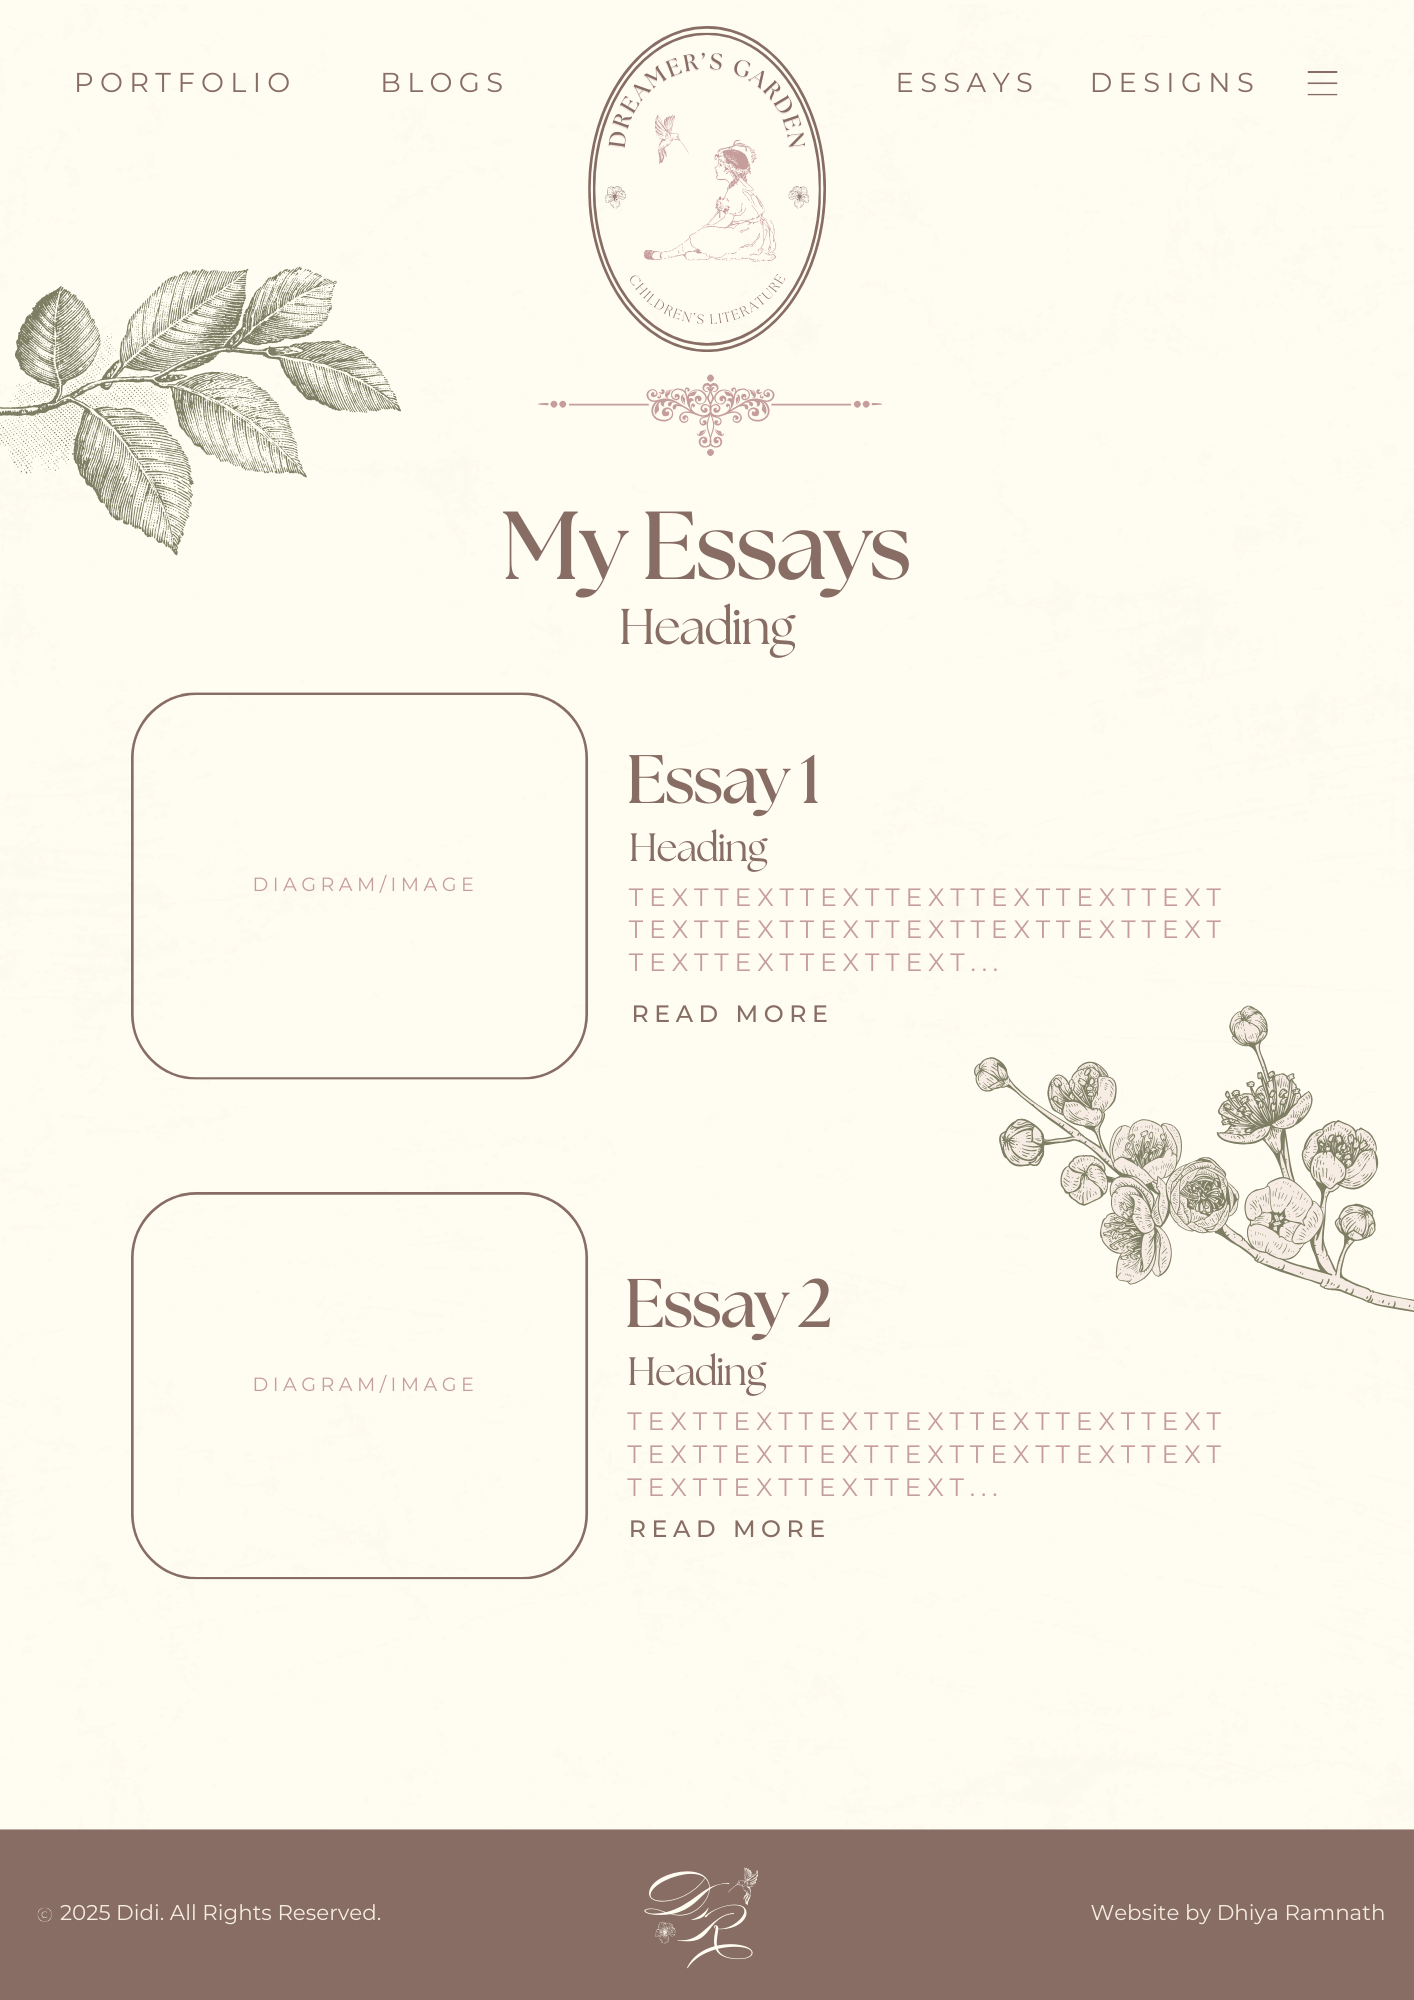 PORTFOLIO
BLOGS
DREAMER'S GARDEN
CHILDREN'S LITERATURE
ESSAYS
DESIGNS
My Essays
Heading
DIAGRAM/IMAGE
Essay 1
Heading
TEXTTEXTTEXTTEXTTEXTTEXTTEXT
TEXTTEXTTEXTTEXTTEXTTEXTTEXT
TEXTTEXTTEXTTEXT...
READ MORE
DIAGRAM/IMAGE
Essay 2
Heading
TEXTTEXTTEXTTEXTTEXTTEXTTEXT
TEXTTEXTTEXTTEXTTEXTTEXTTEXT
TEXTTEXTTEXTTEXT...
READ MORE
© 2025 Didi. All Rights Reserved.
DR
Website by Dhiya Ramnath